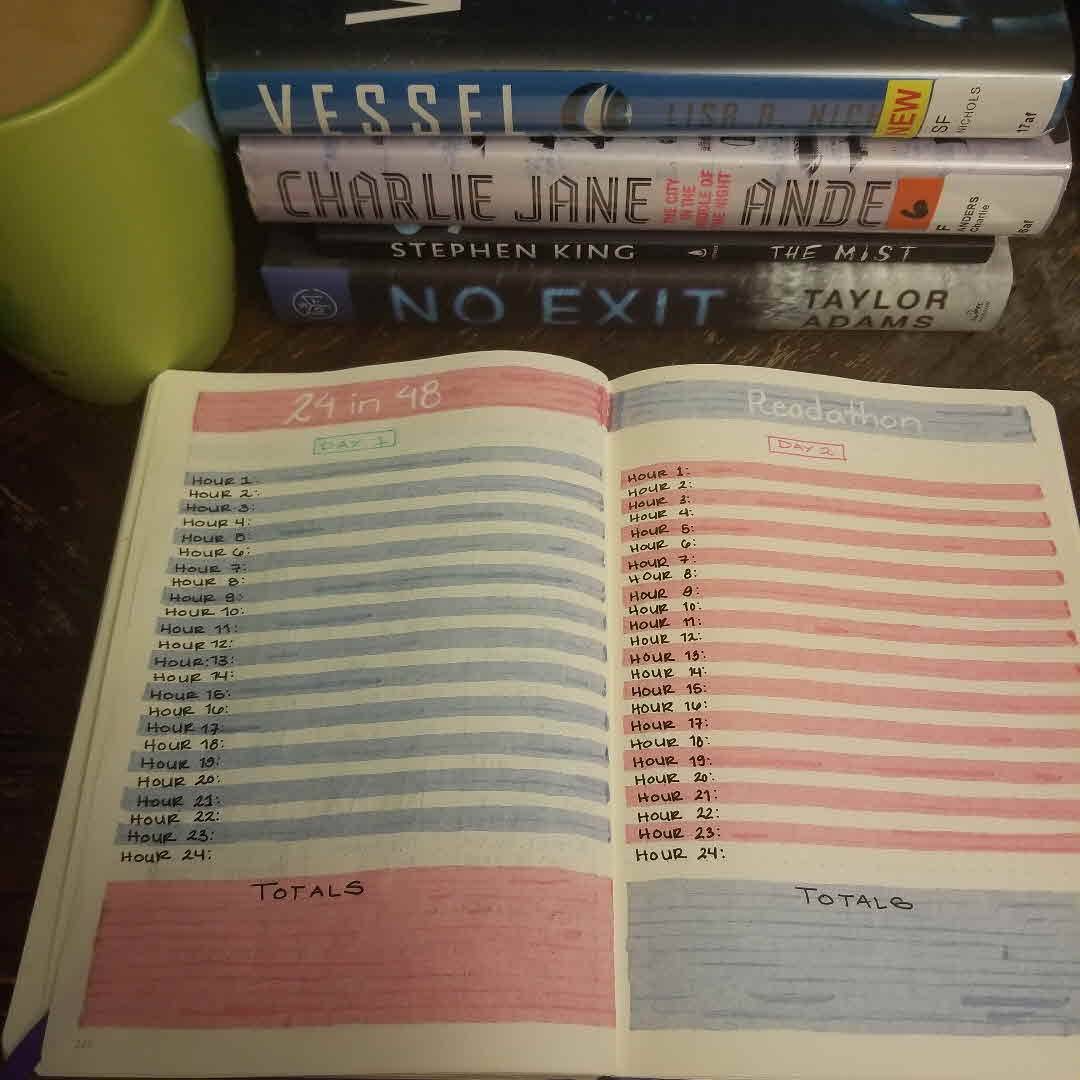 VESSEL LISA A. NICH NEW SF NICHOLS 17af
CHARLIE JANE THE CITY IN THE MIDDLE OF THE NIGHT ANDE 6 F ANDERS Charlie
STEPHEN KING THE MIST
NO EXIT TAYLOR ADAMS
24 in 48
DAY 1
HOUR 1:
HOUR 2:
HOUR 3:
HOUR 4:
HOUR 5:
HOUR 6:
HOUR 7:
HOUR 8:
HOUR 9:
HOUR 10:
HOUR 11:
HOUR 12:
HOUR:13:
HOUR 14:
HOUR 15:
HOUR 16:
HOUR 17:
HOUR 18:
HOUR 19:
HOUR 20:
HOUR 21:
HOUR 22:
HOUR 23:
HOUR 24:
TOTALS
Readathon
DAY 2
HOUR 1:
HOUR 2:
HOUR 3:
HOUR 4:
HOUR 5:
HOUR 6:
HOUR 7:
HOUR 8:
HOUR 9:
HOUR 10:
HOUR 11:
HOUR 12:
HOUR 13:
HOUR 14:
HOUR 15:
HOUR 16:
HOUR 17:
HOUR 18:
HOUR 19:
HOUR 20:
HOUR 21:
HOUR 22:
HOUR 23:
HOUR 24:
TOTALS